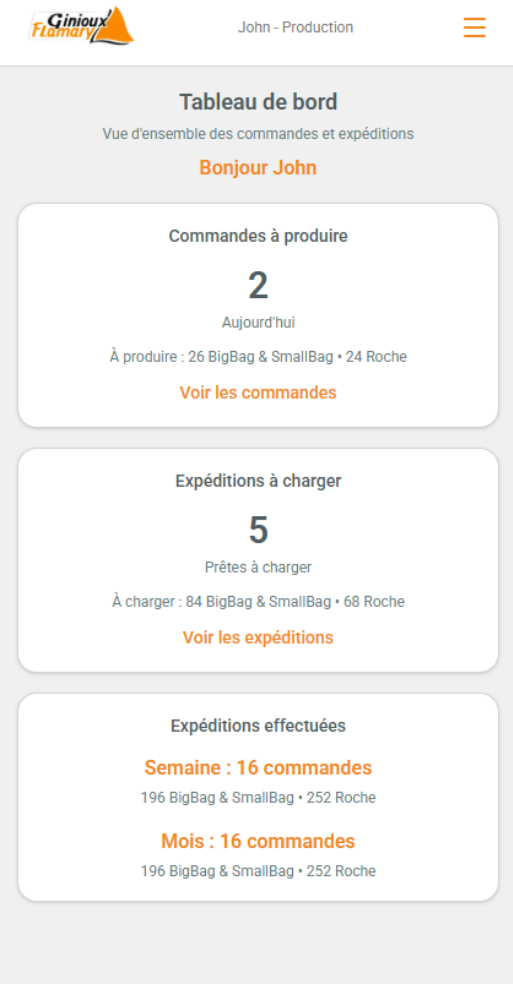 Ginioux
Flamary
John - Production
Tableau de bord
Vue d'ensemble des commandes et expéditions
Bonjour John
Commandes à produire
2
Aujourd'hui
À produire : 26 BigBag & SmallBag • 24 Roche
Voir les commandes
Expéditions à charger
5
Prêtes à charger
À charger : 84 BigBag & SmallBag • 68 Roche
Voir les expéditions
Expéditions effectuées
Semaine : 16 commandes
196 BigBag & SmallBag • 252 Roche
Mois : 16 commandes
196 BigBag & SmallBag • 252 Roche